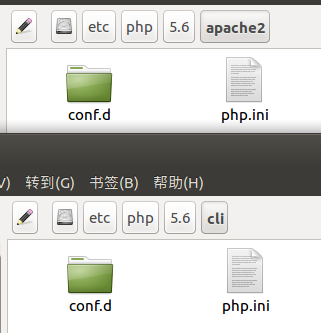 etc php 5.6 apache2
conf.d php.ini
V) 转到(G) 书签(B) 帮助(H)
etc php 5.6 cli
conf.d php.ini